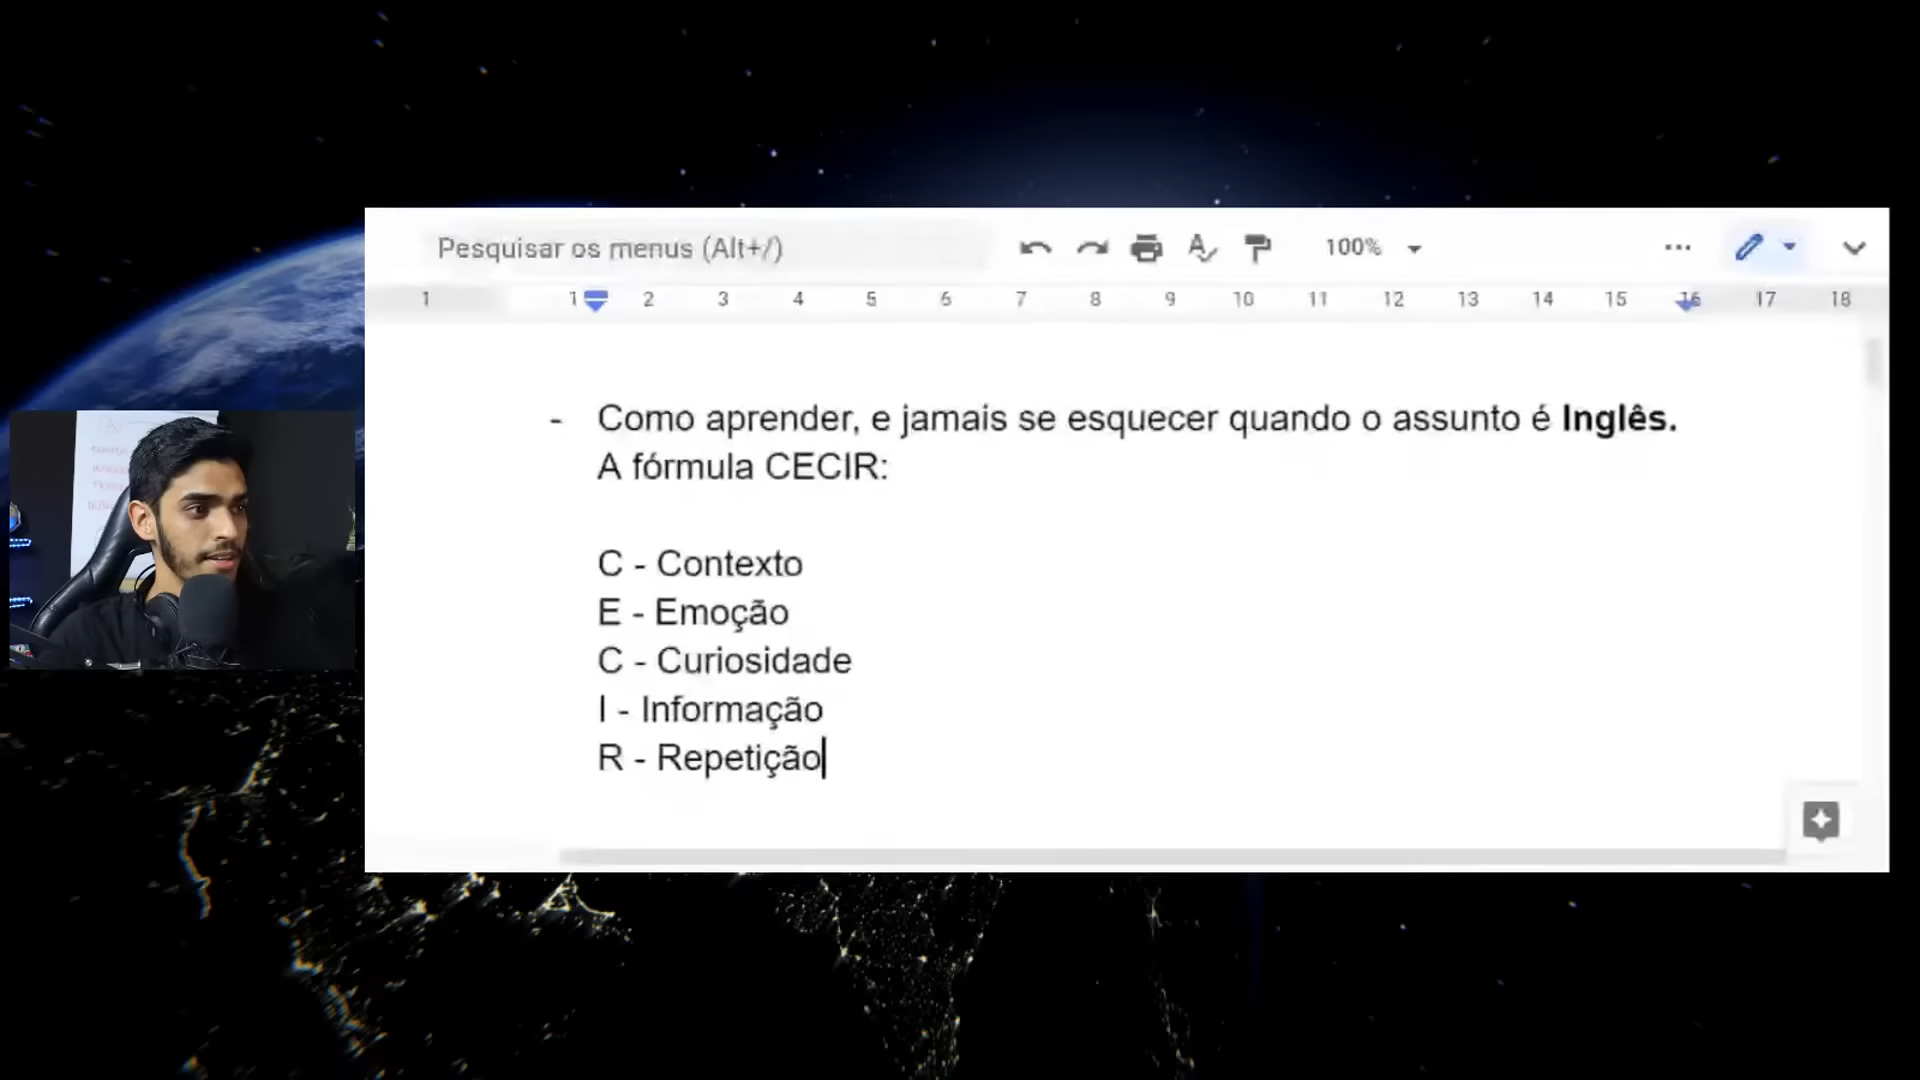 Pesquisar os menus (Alt+/) 100%
1 1 2 3 4 5 6 7 8 9 10 11 12 13 14 15 16 17 18
- Como aprender, e jamais se esquecer quando o assunto é Inglês.
A fórmula CECIR:
C - Contexto
E - Emoção
C - Curiosidade
I - Informação
R - Repetição